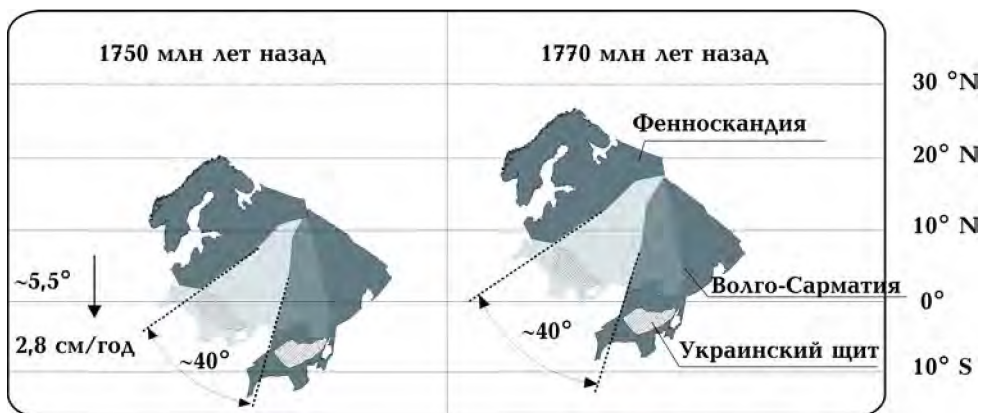 1750 млн лет назад
1770 млн лет назад
30 °N
Фенноскандия
20° N
10° N
~5,5°
Волго-Сарматия
0°
2,8 см/год
~40°
~40°
Украинский щит
10° S